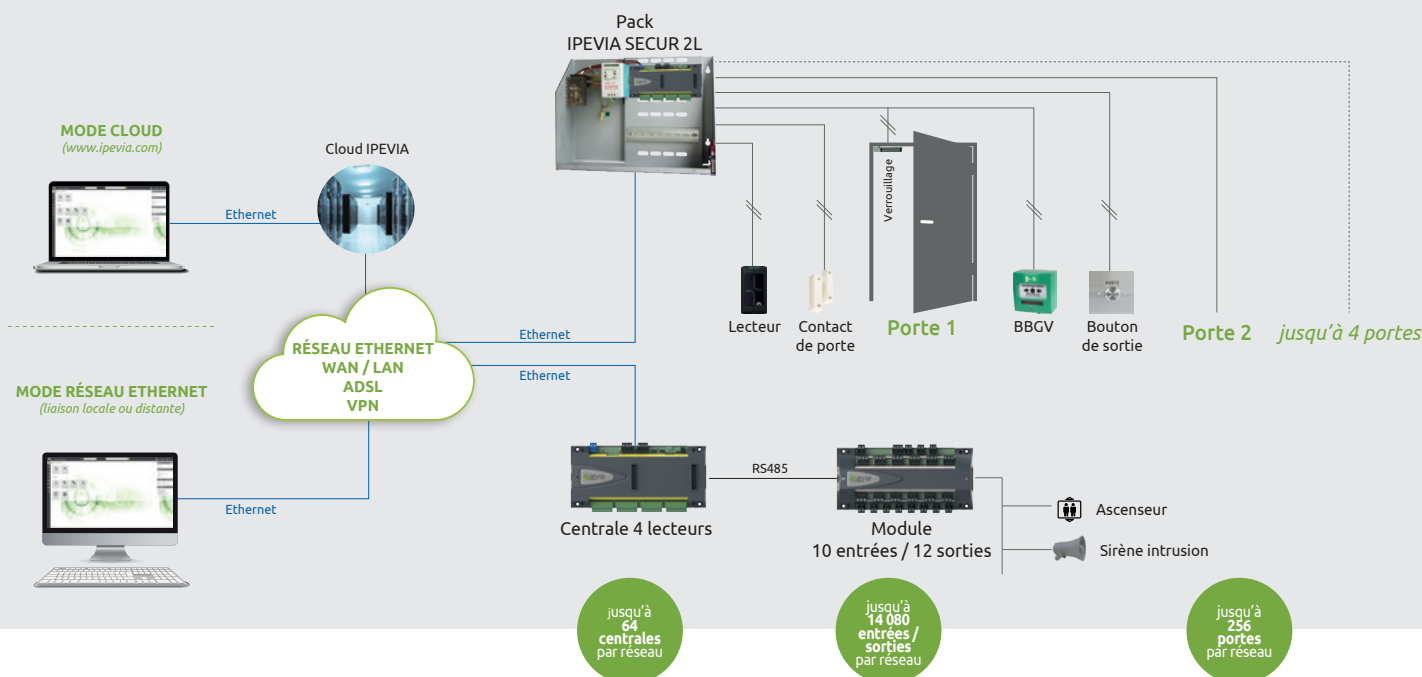 Pack
IPEVIA SECUR 2L
MODE CLOUD
(www.ipevia.com)
Cloud IPEVIA
Ethernet
Verrouillage
Lecteur
Contact
de porte
Porte 1
BBGV
Bouton
de sortie
Porte 2
jusqu'à 4 portes
RÉSEAU ETHERNET
WAN / LAN
ADSL
VPN
Ethernet
Ethernet
MODE RÉSEAU ETHERNET
(liaison locale ou distante)
Ethernet
RS485
Centrale 4 lecteurs
Module
10 entrées / 12 sorties
Ascenseur
Sirène intrusion
jusqu'à
64
centrales
par réseau
jusqu'à
14 080
entrées /
sorties
par réseau
jusqu'à
256
portes
par réseau